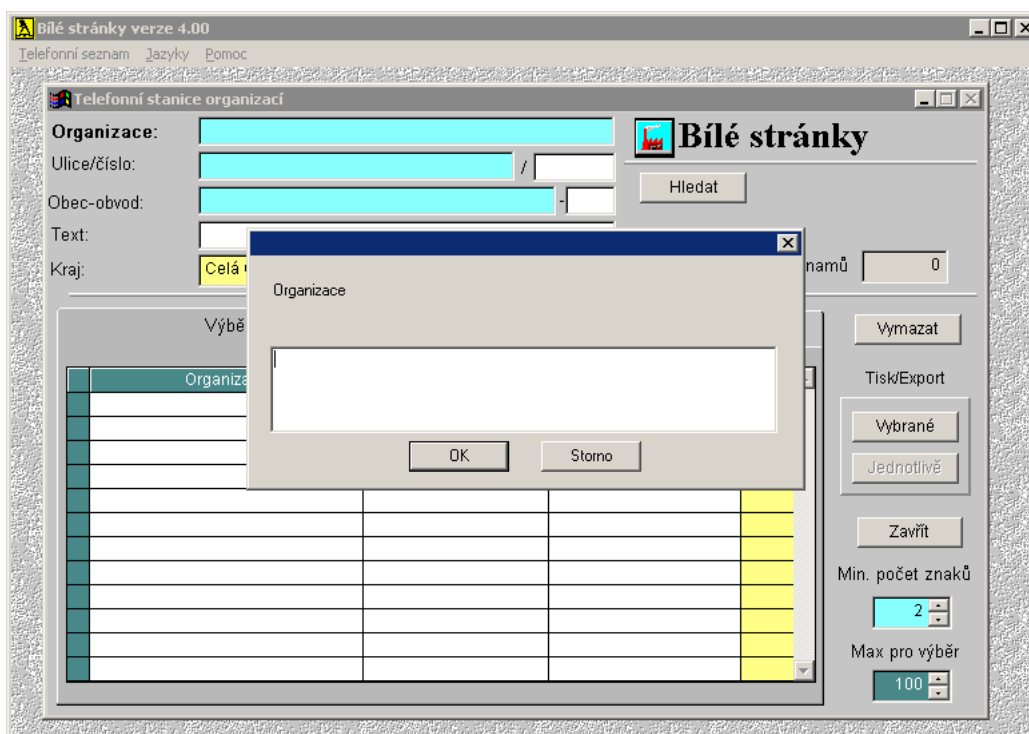 Bílé stránky verze 4.00
Telefonní seznam Jazyky Pomoc
Telefonní stanice organizací
Organizace:
Bílé stránky
Ulice/číslo:
/
Hledat
Obec-obvod:
-
Text:
Kraj:
Celá
namů
0
Organizace
OK
Storno
Výbě
Vymazat
Organiza
Tisk/Export
Vybrané
Jednotlivě
Zavřít
Min. počet znaků
2
Max pro výběr
100